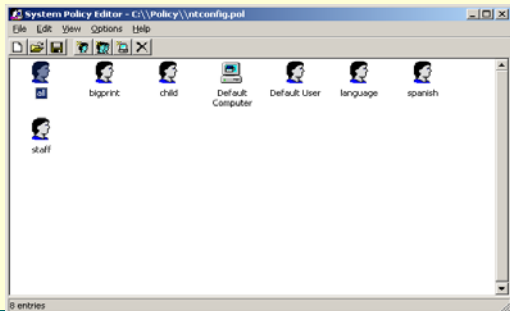 System Policy Editor - C:\\Policy\\ntconfig.pol
File Edit View Options Help
all bigprint child Default Computer Default User language spanish
staff
8 entries